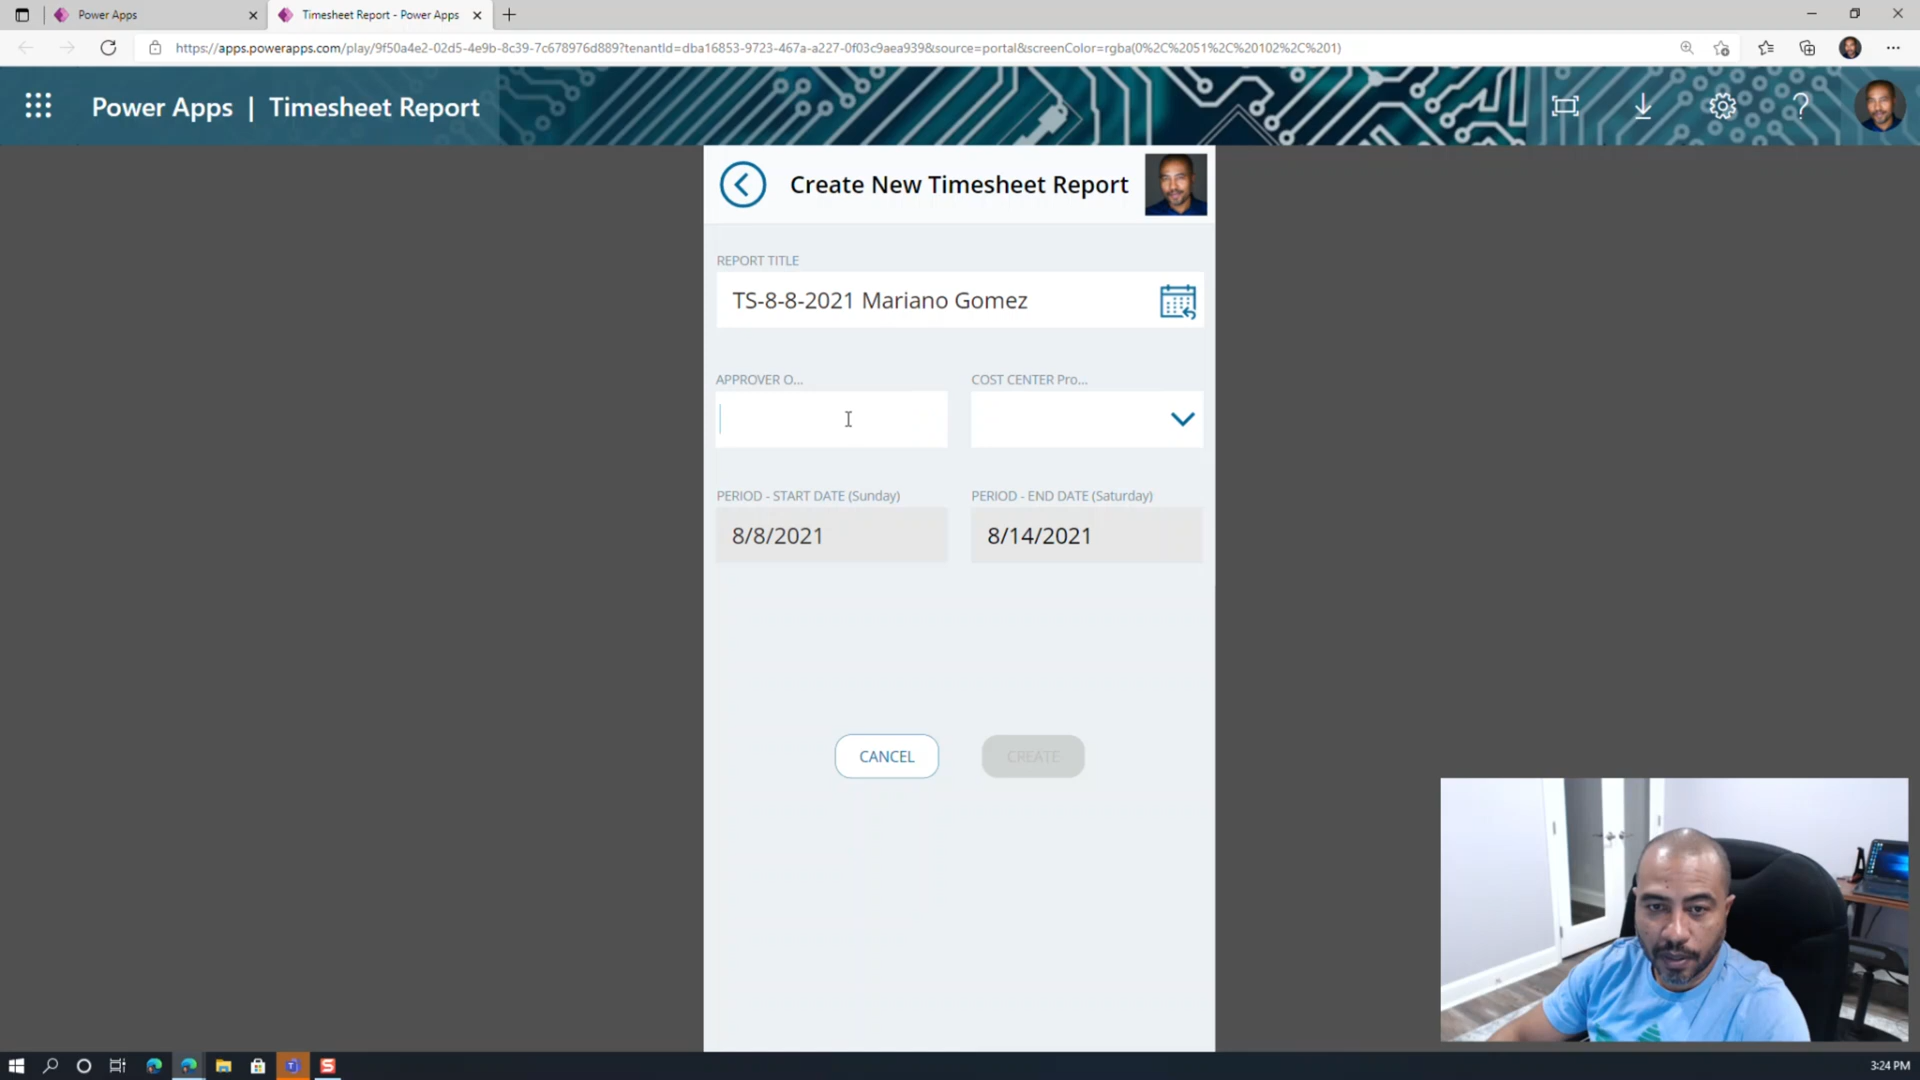 Power Apps
Timesheet Report - Power Apps
https://apps.powerapps.com/play/9f50a4e2-02d5-4e9b-8c39-7c678976d889?tenantId=dba16853-9723-467a-a227-0f03c9aea939&source=portal&screenColor=rgba(0%2C%2051%2C%20102%2C%201)
Power Apps | Timesheet Report
Create New Timesheet Report
REPORT TITLE
TS-8-8-2021 Mariano Gomez
APPROVER O... COST CENTER Pro...
PERIOD - START DATE (Sunday) PERIOD - END DATE (Saturday)
8/8/2021 8/14/2021
CANCEL CREATE
3:24 PM